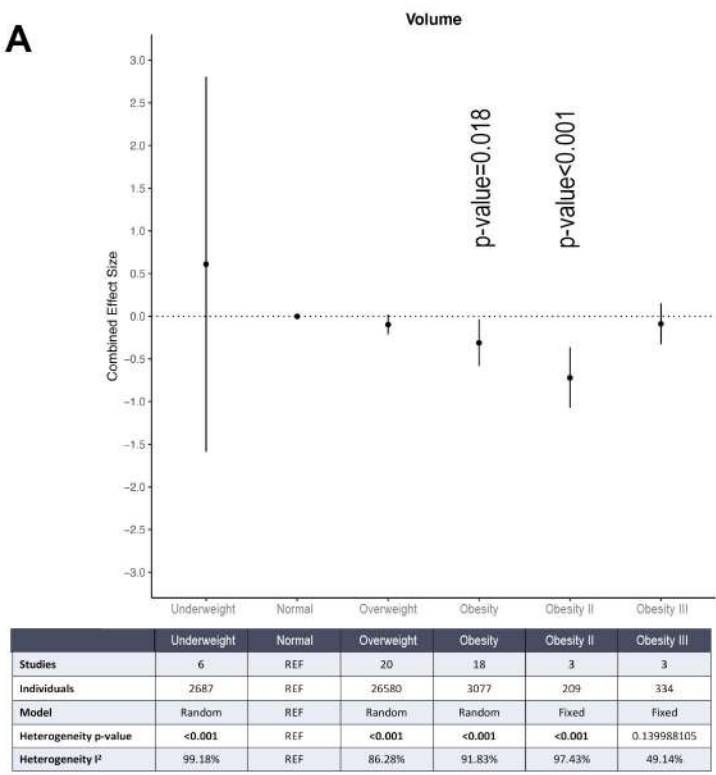 A
Volume
3.0
2.5
2.0
1.5
1.0
0.5
0.0
−0.5
−1.0
−1.5
−2.0
−2.5
−3.0
Combined Effect Size
p-value=0.018
p-value<0.001
Underweight Normal Overweight Obesity Obesity II Obesity III
Underweight Normal Overweight Obesity Obesity II Obesity III
Studies 6 REF 20 18 3 3
Individuals 2687 REF 26580 3077 209 334
Model Random REF Random Random Fixed Fixed
Heterogeneity p-value <0.001 REF <0.001 <0.001 <0.001 0.139988105
Heterogeneity I² 99.18% REF 86.28% 91.83% 97.43% 49.14%